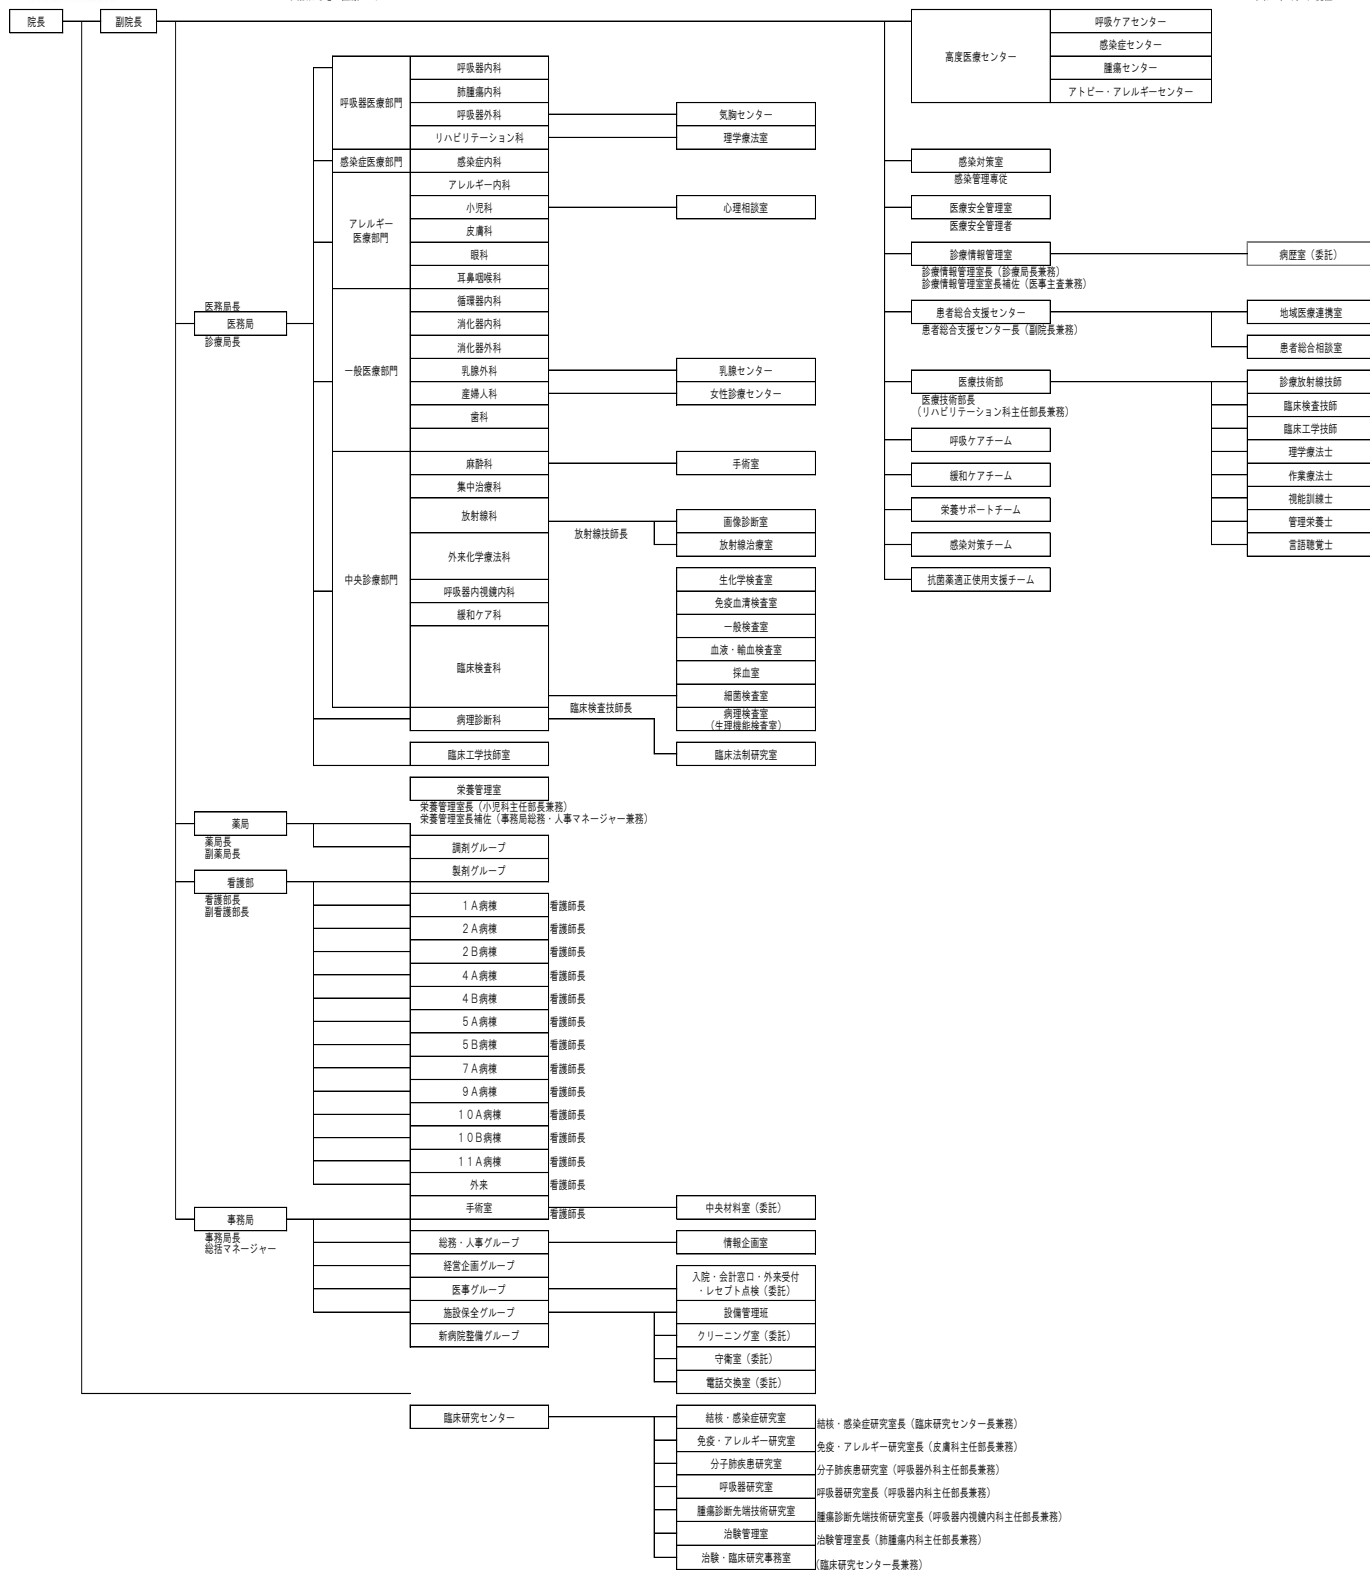 院長
副院長
高度医療センター
呼吸ケアセンター
感染症センター
腫瘍センター
アトピー・アレルギーセンター
呼吸器医療部門
呼吸器内科
肺腫瘍内科
呼吸器外科
気胸センター
リハビリテーション科
理学療法室
感染症医療部門
感染症内科
アレルギー
医療部門
アレルギー内科
小児科
心理相談室
皮膚科
眼科
耳鼻咽喉科
医務局長
医務局
診療局長
一般医療部門
循環器内科
消化器内科
消化器外科
乳腺外科
乳腺センター
産婦人科
女性診療センター
歯科
中央診療部門
麻酔科
手術室
集中治療科
放射線科
放射線技師長
画像診断室
放射線治療室
外来化学療法科
呼吸器内視鏡内科
緩和ケア科
臨床検査科
生化学検査室
免疫血清検査室
一般検査室
血液・輸血検査室
採血室
細菌検査室
病理検査室
(生理機能検査室)
臨床検査技師長
病理診断科
臨床工学技師室
臨床法制研究室
栄養管理室
栄養管理室長（小児科主任部長兼務）
栄養管理室長補佐（事務局総務・人事マネージャー兼務）
感染対策室
感染管理専従
医療安全管理室
医療安全管理者
診療情報管理室
診療情報管理室長（診療局長兼務）
診療情報管理室室長補佐（医事主査兼務）
病歴室（委託）
患者総合支援センター
患者総合支援センター長（副院長兼務）
地域医療連携室
患者総合相談室
医療技術部
医療技術部長
（リハビリテーション科主任部長兼務）
診療放射線技師
臨床検査技師
臨床工学技師
理学療法士
作業療法士
視能訓練士
管理栄養士
言語聴覚士
呼吸ケアチーム
緩和ケアチーム
栄養サポートチーム
感染対策チーム
抗菌薬適正使用支援チーム
薬局
薬局長
副薬局長
調剤グループ
製剤グループ
看護部
看護部長
副看護部長
１A病棟 看護師長
２A病棟 看護師長
２B病棟 看護師長
４A病棟 看護師長
４B病棟 看護師長
５A病棟 看護師長
５B病棟 看護師長
７A病棟 看護師長
９A病棟 看護師長
１０A病棟 看護師長
１０B病棟 看護師長
１１A病棟 看護師長
外来 看護師長
手術室 看護師長
中央材料室（委託）
事務局
事務局長
総括マネージャー
総務・人事グループ
情報企画室
経営企画グループ
医事グループ
入院・会計窓口・外来受付
・レセプト点検（委託）
施設保全グループ
設備管理班
クリーニング室（委託）
守衛室（委託）
電話交換室（委託）
新病院整備グループ
臨床研究センター
結核・感染症研究室 結核・感染症研究室長（臨床研究センター長兼務）
免疫・アレルギー研究室 免疫・アレルギー研究室長（皮膚科主任部長兼務）
分子肺疾患研究室 分子肺疾患研究室（呼吸器外科主任部長兼務）
呼吸器研究室 呼吸器研究室長（呼吸器内科主任部長兼務）
腫瘍診断先端技術研究室 腫瘍診断先端技術研究室長（呼吸器内視鏡内科主任部長兼務）
治験管理室 治験管理室長（肺腫瘍内科主任部長兼務）
治験・臨床研究事務室 （臨床研究センター長兼務）